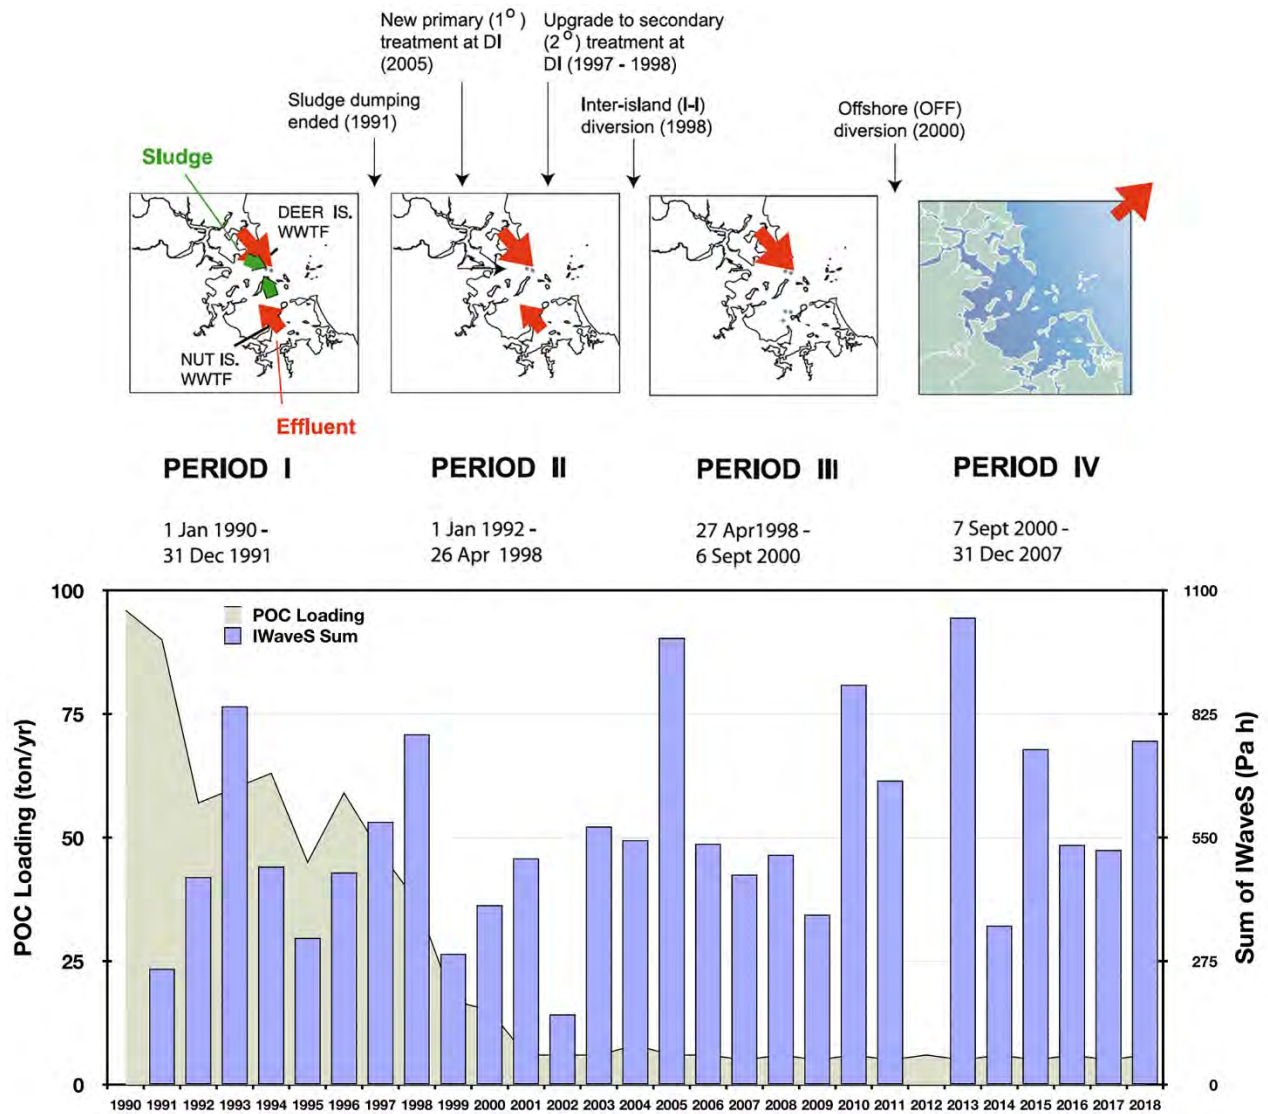 New primary (1°)
treatment at DI
(2005)
Upgrade to secondary
(2°) treatment at
DI (1997 - 1998)
Sludge dumping
ended (1991)
Inter-island (I-I)
diversion (1998)
Offshore (OFF)
diversion (2000)
Sludge
DEER IS.
WWTF
NUT IS.
WWTF
Effluent
PERIOD I
PERIOD II
PERIOD III
PERIOD IV
1 Jan 1990 -
31 Dec 1991
1 Jan 1992 -
26 Apr 1998
27 Apr1998 -
6 Sept 2000
7 Sept 2000 -
31 Dec 2007
100
75
50
25
0
POC Loading (ton/yr)
POC Loading
IWaveS Sum
1100
825
550
275
0
Sum of IWaveS (Pa h)
1990 1991 1992 1993 1994 1995 1996 1997 1998 1999 2000 2001 2002 2003 2004 2005 2006 2007 2008 2009 2010 2011 2012 2013 2014 2015 2016 2017 2018